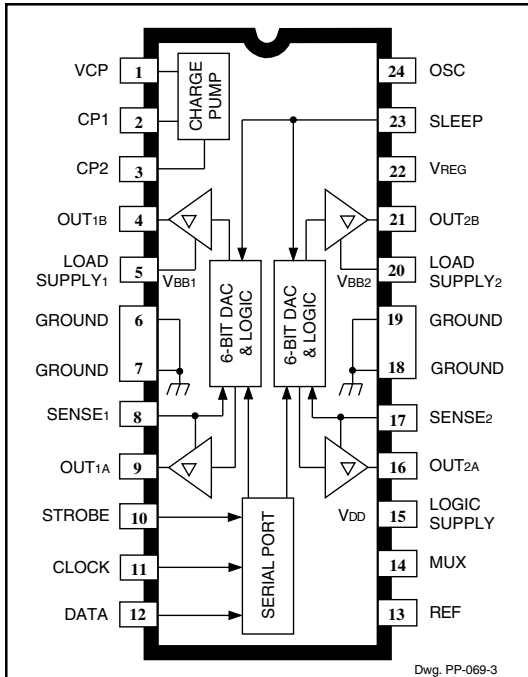 VCP 1
CP1 2
CP2 3
OUT1B 4
LOAD
SUPPLY1 5
GROUND 6
GROUND 7
SENSE1 8
OUT1A 9
STROBE 10
CLOCK 11
DATA 12
CHARGE
PUMP
VBB1
6-BIT DAC
& LOGIC
6-BIT DAC
& LOGIC
VBB2
VDD
SERIAL PORT
24 OSC
23 SLEEP
22 VREG
21 OUT2B
20 LOAD
SUPPLY2
19 GROUND
18 GROUND
17 SENSE2
16 OUT2A
15 LOGIC
SUPPLY
14 MUX
13 REF
Dwg. PP-069-3